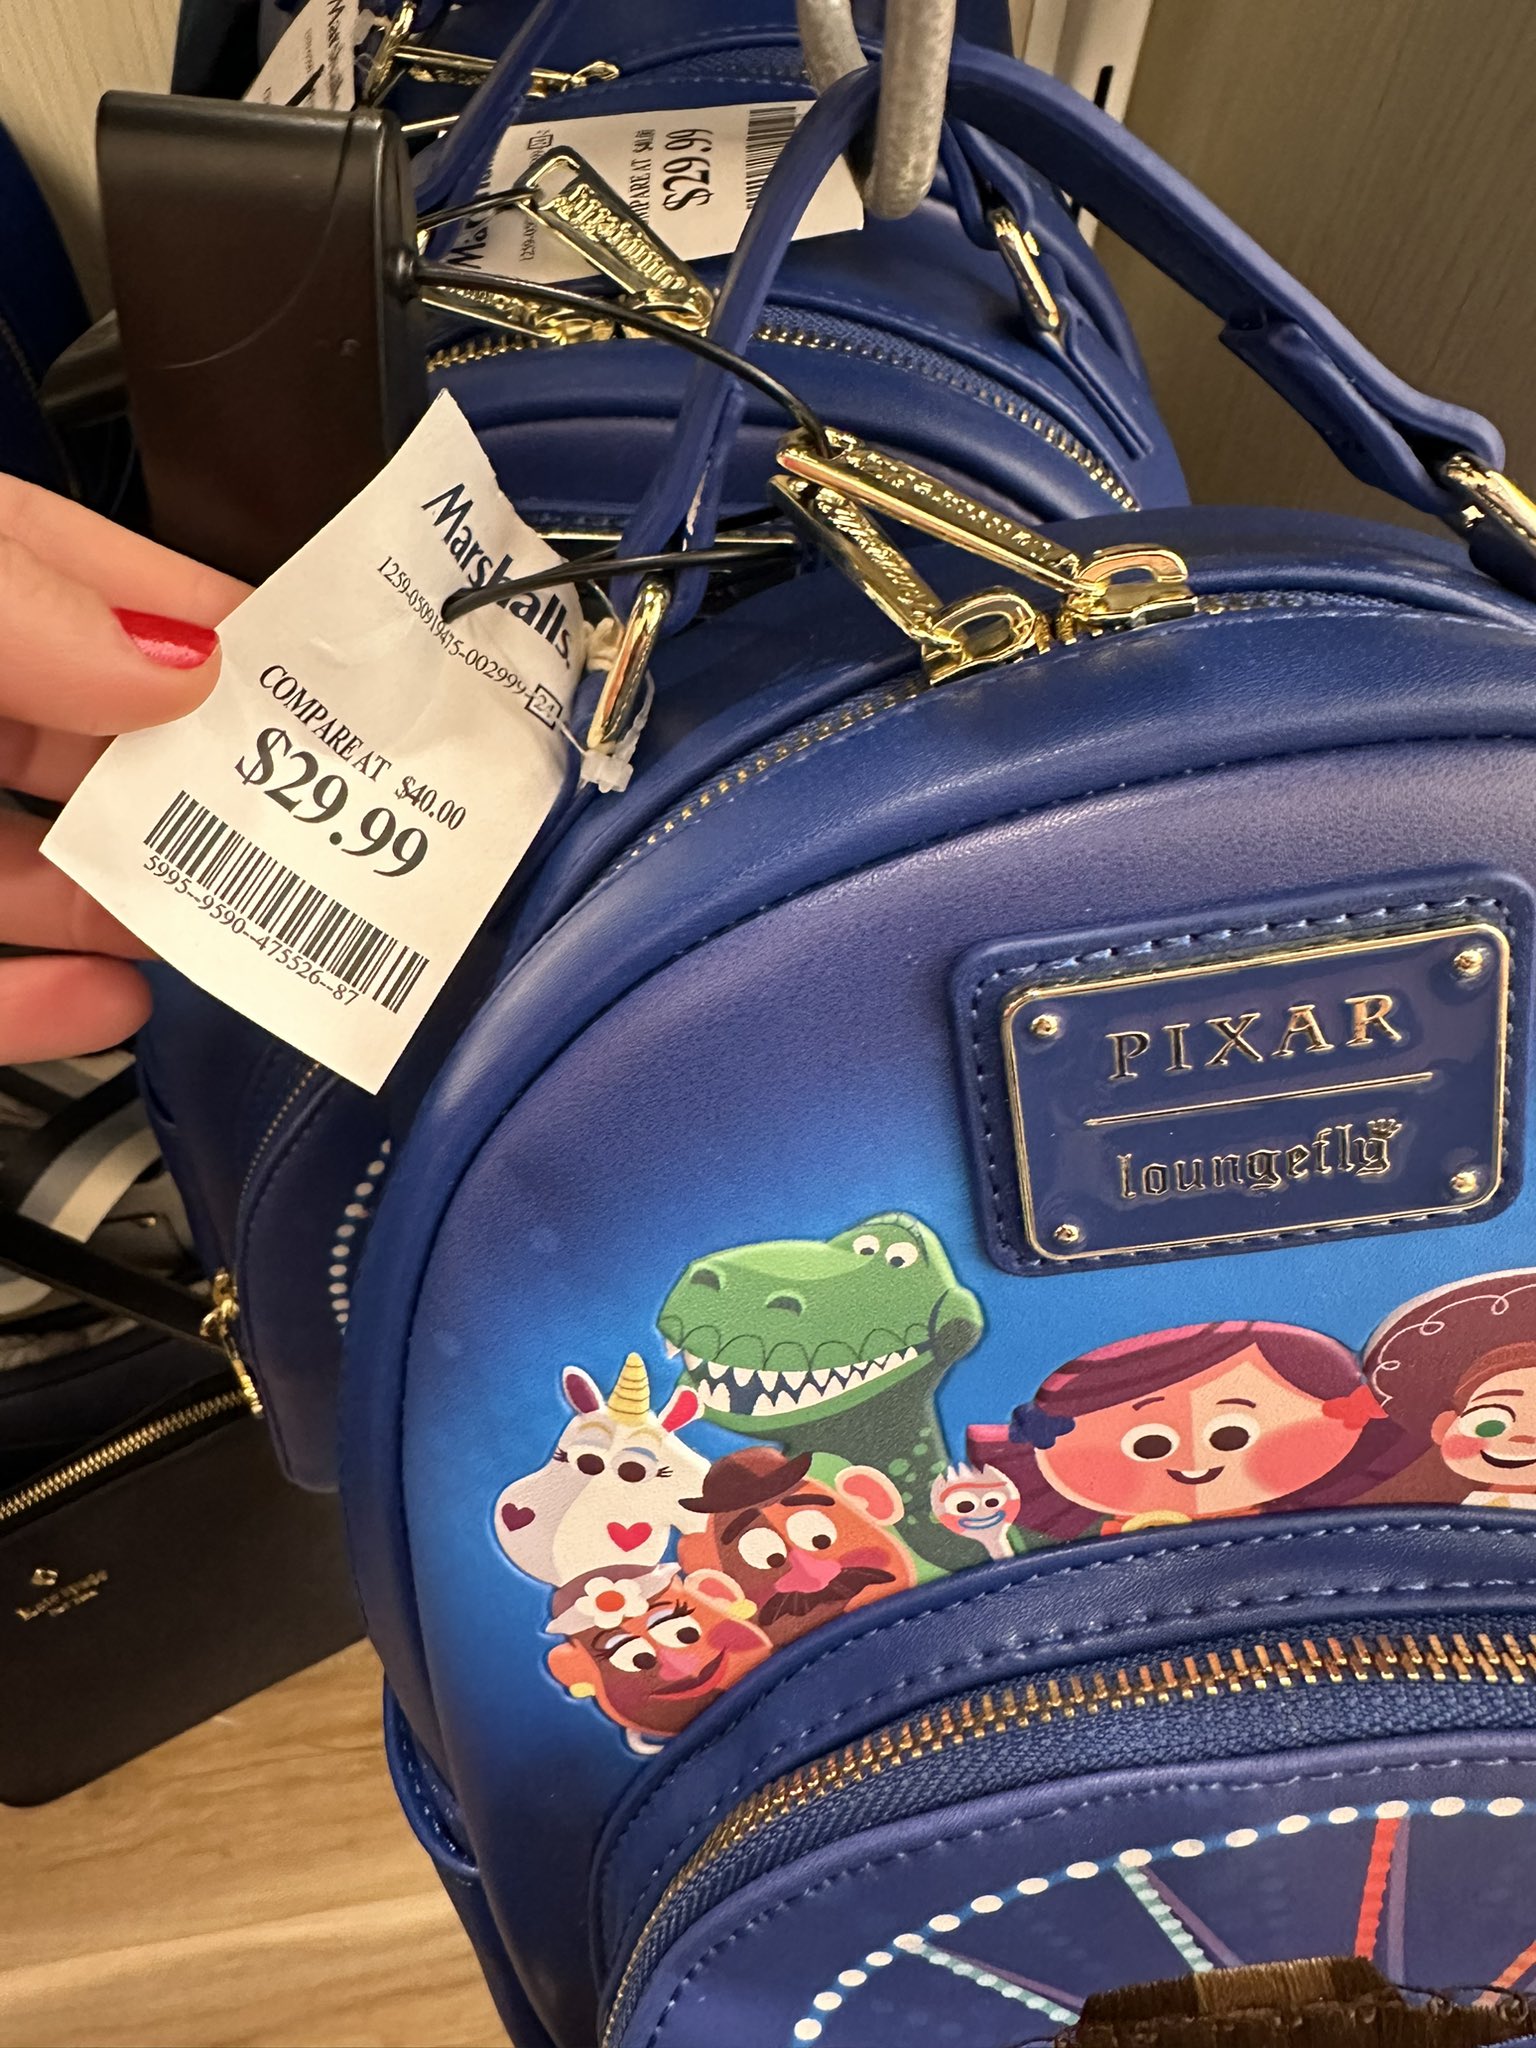 Marshalls.
1259-050919415-002999-24
COMPARE AT $40.00
$29.99
5995--9590--475526--87
COMPARE AT $40.00
$29.99
PIXAR
loungefly